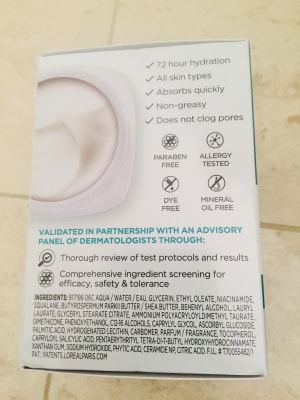 ✓ 72 hour hydration
✓ All skin types
✓ Absorbs quickly
✓ Non-greasy
✓ Does not clog pores
PARABEN
FREE
ALLERGY
TESTED
DYE
FREE
MINERAL
OIL FREE
VALIDATED IN PARTNERSHIP WITH AN ADVISORY
PANEL OF DERMATOLOGISTS THROUGH:
Thorough review of test protocols and results
Comprehensive ingredient screening for
efficacy, safety & tolerance
INGREDIENTS: 917196 06C AQUA / WATER / EAU, GLYCERIN, ETHYL OLEATE, NIACINAMIDE,
SQUALANE, BUTYROSPERMUM PARKII BUTTER / SHEA BUTTER, BEHENYL ALCOHOL, LAURYL
LAURATE, GLYCERYL STEARATE CITRATE, AMMONIUM POLYACRYLOYLDIMETHYL TAURATE,
DIMETHICONE, PHENOXYETHANOL, C12-16 ALCOHOLS, CAPRYLYL GLYCOL, ASCORBYL GLUCOSIDE,
PALMITIC ACID, HYDROGENATED LECITHIN, CARBOMER, PARFUM / FRAGRANCE, TOCOPHEROL,
CAPRYLOYL SALICYLIC ACID, PENTAERYTHRITYL TETRA-DI-T-BUTYL HYDROXYHYDROCINNAMATE,
XANTHAN GUM, SODIUM HYDROXIDE, PHYTIC ACID, CERAMIDE NP, CITRIC ACID. F.I.L. # T70055462/1
PAT.: PATENTS.LOREALPARIS.COM